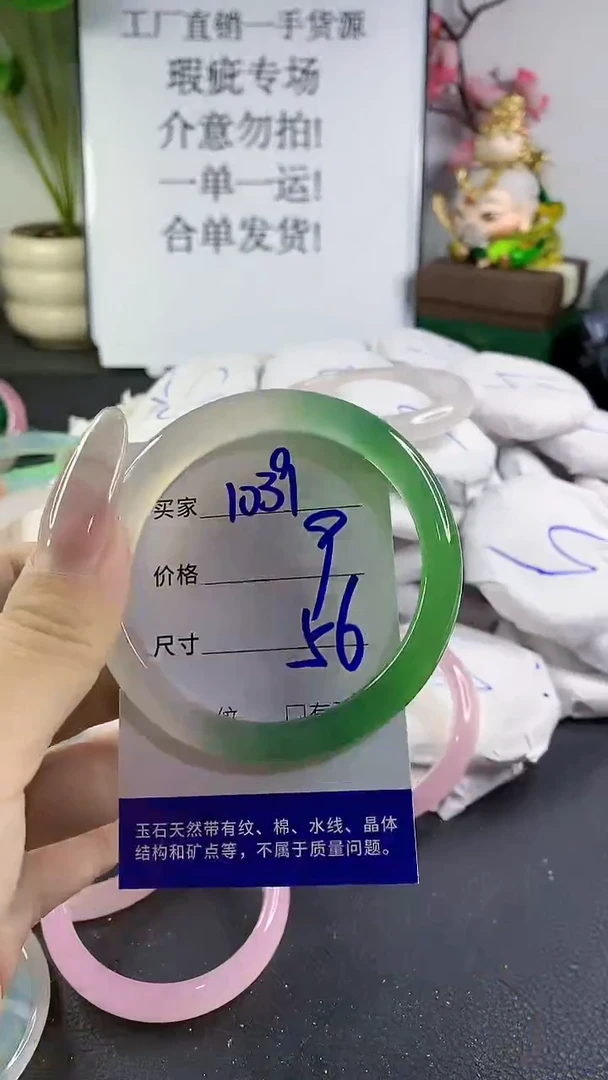 工厂直销一手货源
瑕疵专场
介意勿拍!
一单一运!
合单发货!
买家 1039
价格 9
尺寸 56
纹 口有
玉石天然带有纹、棉、水线、晶体
结构和矿点等，不属于质量问题。